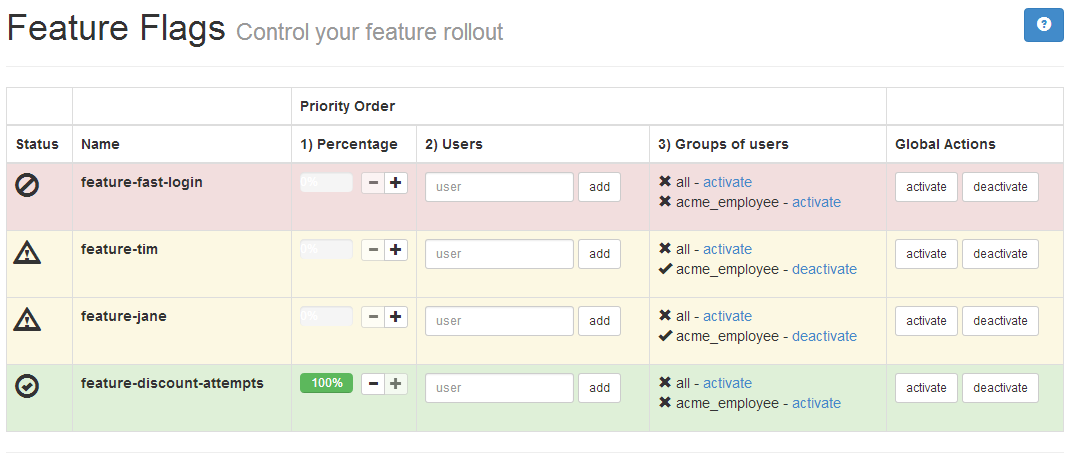 Feature Flags Control your feature rollout
Priority Order
Status Name 1) Percentage 2) Users 3) Groups of users Global Actions
feature-fast-login 0% user add all - activate activate deactivate
acme_employee - activate
feature-tim 0% user add all - activate activate deactivate
acme_employee - deactivate
feature-jane 0% user add all - activate activate deactivate
acme_employee - deactivate
feature-discount-attempts 100% user add all - activate activate deactivate
acme_employee - activate